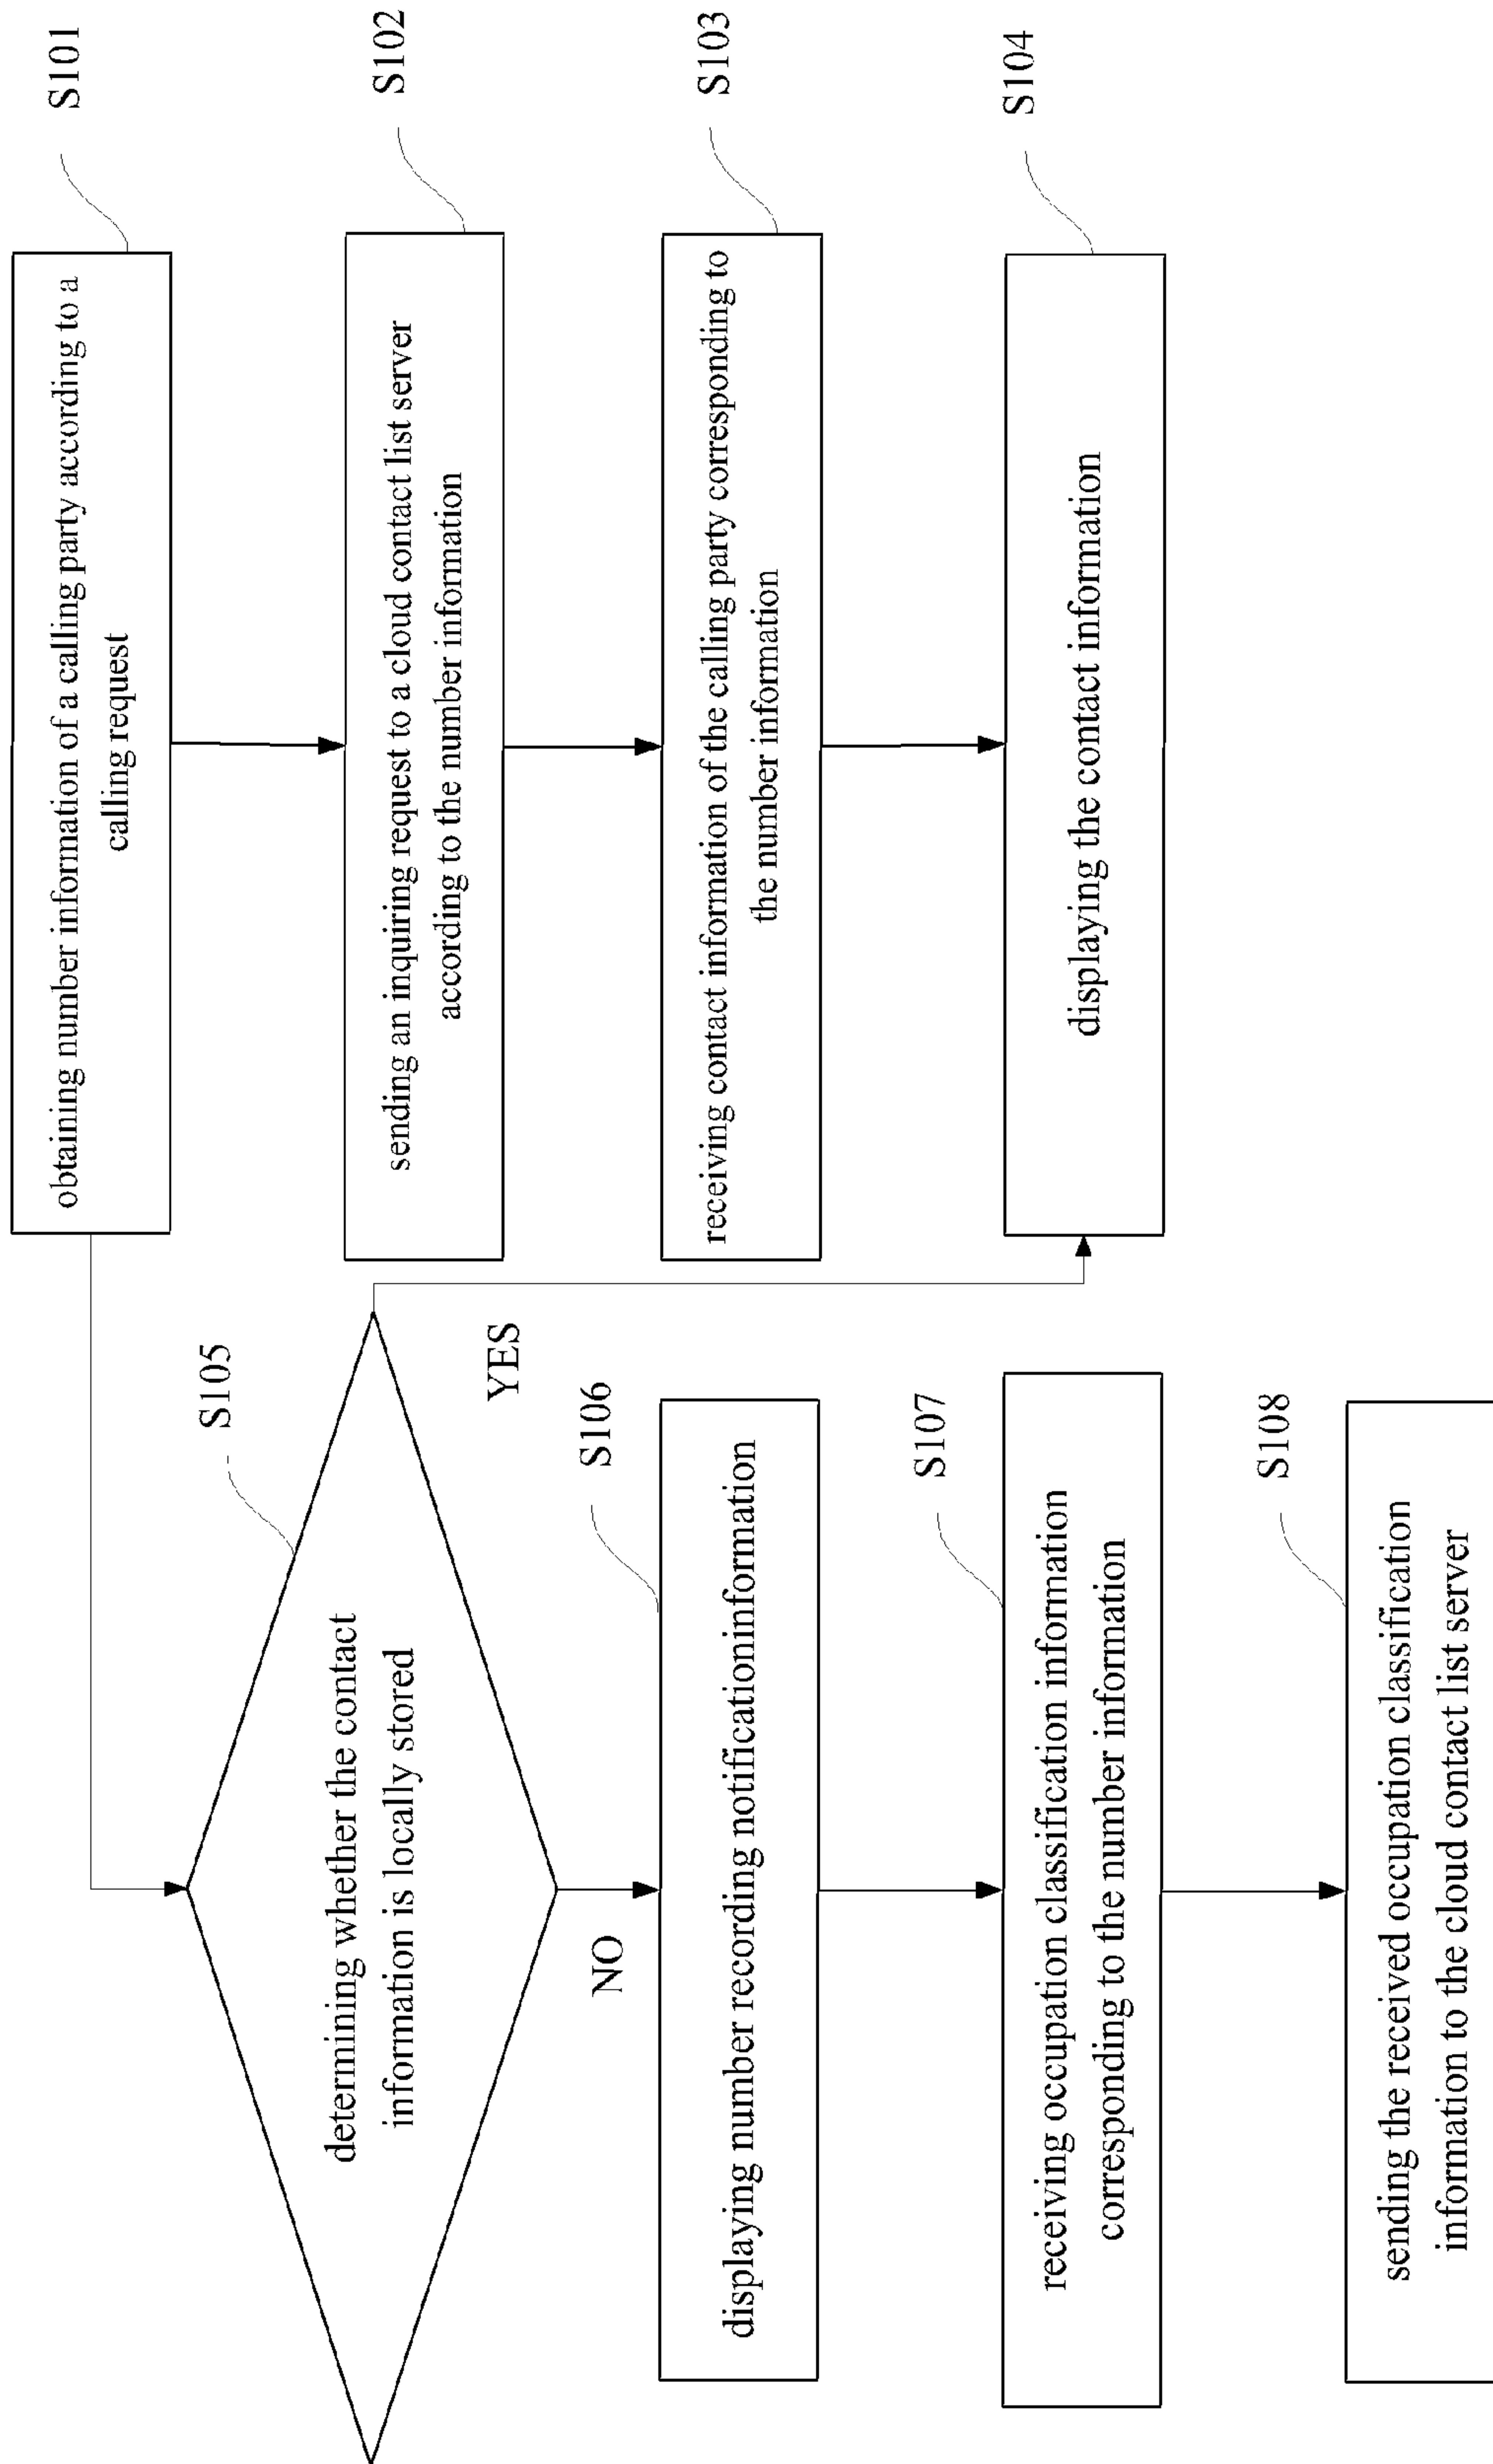 obtaining number information of a calling party according to a
calling request
S101
sending an inquiring request to a cloud contact list server
according to the number information
S102
receiving contact information of the calling party corresponding to
the number information
S103
displaying the contact information
S104
determining whether the contact
information is locally stored
S105
YES
NO
displaying number recording notificationinformation
S106
receiving occupation classification information
corresponding to the number information
S107
sending the received occupation classification
information to the cloud contact list server
S108